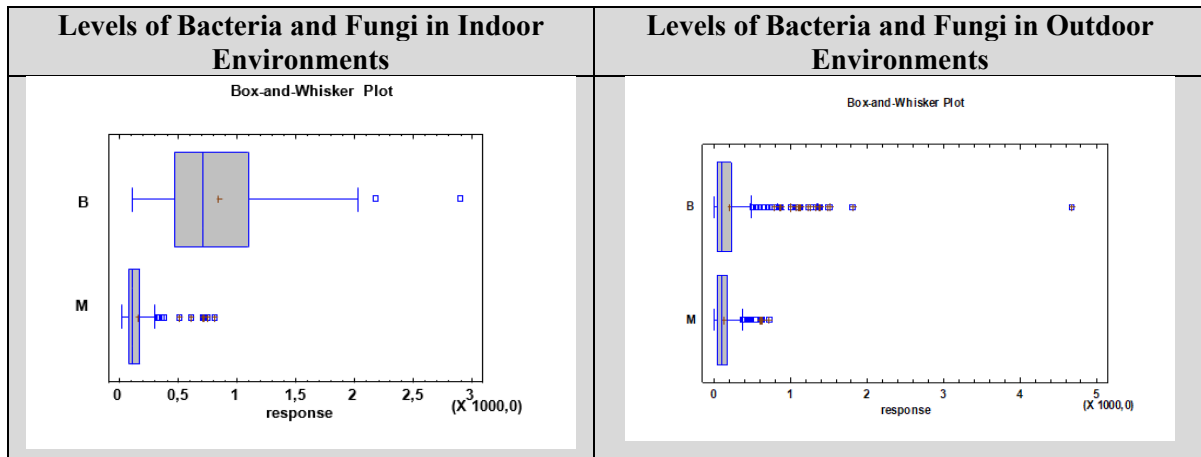 Levels of Bacteria and Fungi in Indoor
Environments
Levels of Bacteria and Fungi in Outdoor
Environments
Box-and-Whisker Plot
B
M
0 0,5 1 1,5 2 2,5 3
(X 1000,0)
response
Box-and-Whisker Plot
B
M
0 1 2 3 4 5
(X 1000,0)
response